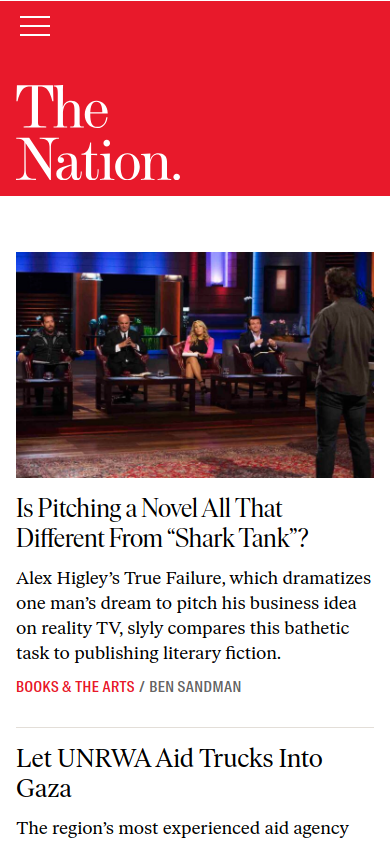 The
Nation.
Is Pitching a Novel All That
Different From “Shark Tank”?
Alex Higley’s True Failure, which dramatizes
one man’s dream to pitch his business idea
on reality TV, slyly compares this bathetic
task to publishing literary fiction.
BOOKS & THE ARTS / BEN SANDMAN
Let UNRWA Aid Trucks Into
Gaza
The region’s most experienced aid agency